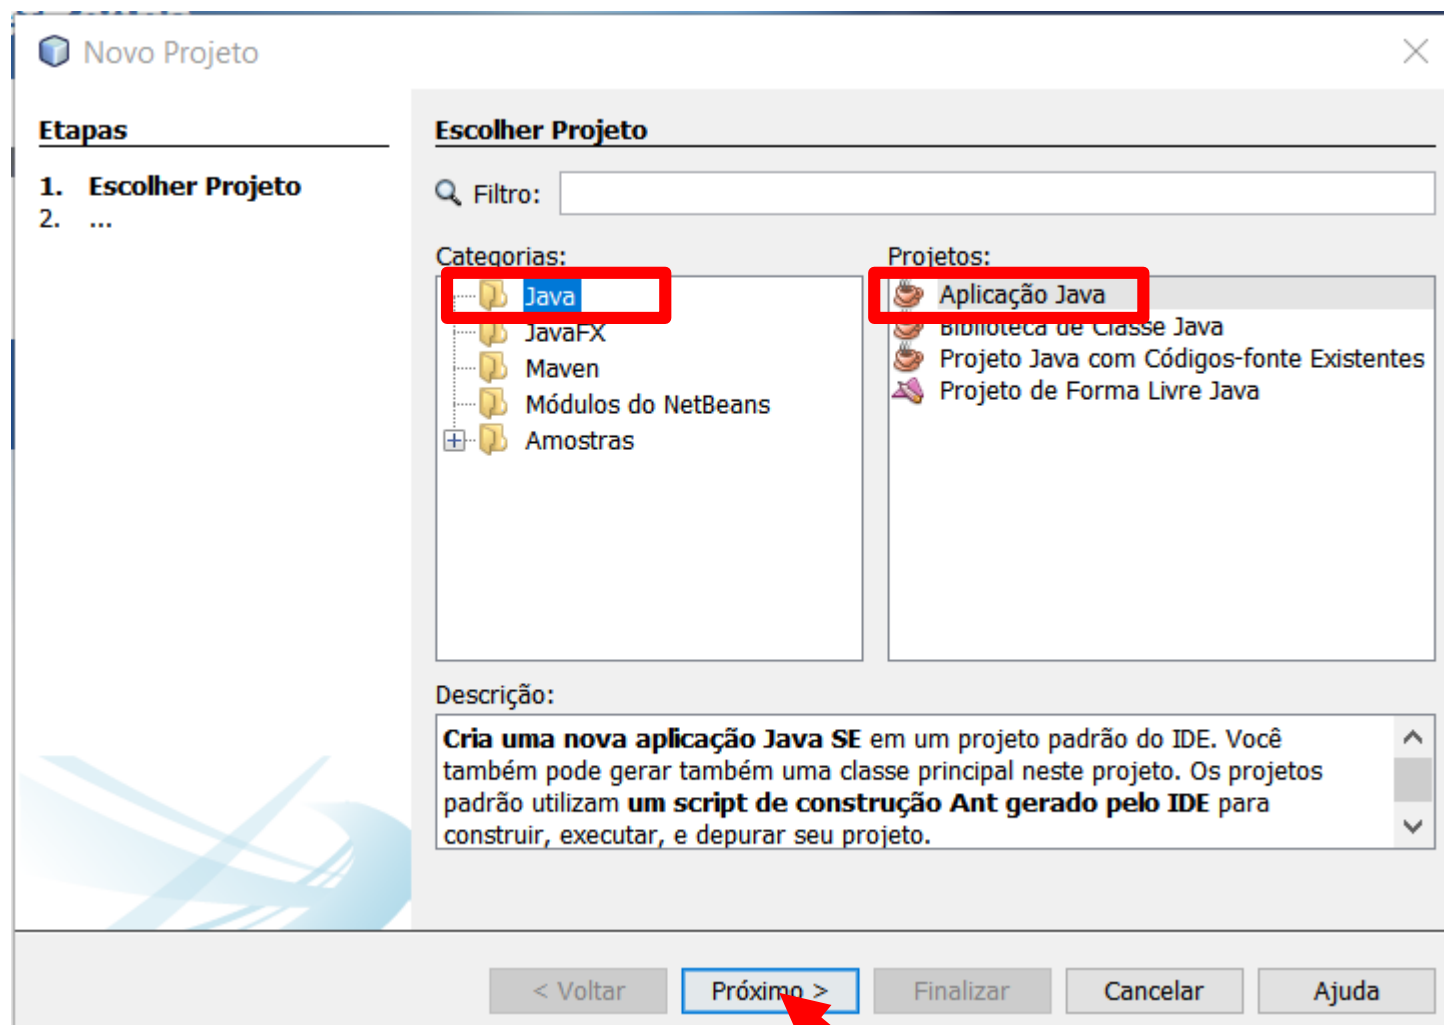 Novo Projeto
Etapas
1. Escolher Projeto
2. ...
Escolher Projeto
Filtro:
Categorias:
Java
JavaFX
Maven
Módulos do NetBeans
Amostras
Projetos:
Aplicação Java
Biblioteca de Classe Java
Projeto Java com Códigos-fonte Existentes
Projeto de Forma Livre Java
Descrição:
Cria uma nova aplicação Java SE em um projeto padrão do IDE. Você
também pode gerar também uma classe principal neste projeto. Os projetos
padrão utilizam um script de construção Ant gerado pelo IDE para
construir, executar, e depurar seu projeto.
< Voltar
Próximo >
Finalizar
Cancelar
Ajuda